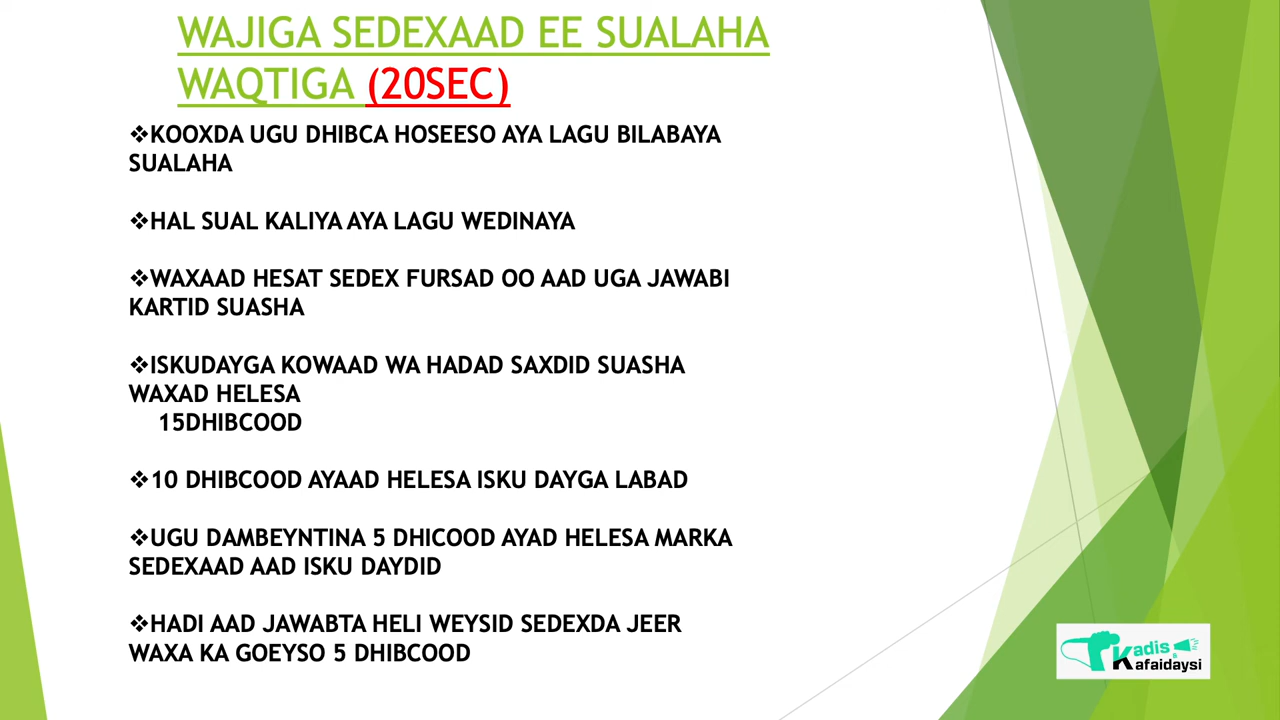 WAJIGA SEDEXAAD EE SUALAHA
WAQTIGA (20SEC)
❖KOOXDA UGU DHIBCA HOSEESO AYA LAGU BILABAYA
SUALAHA
❖HAL SUAL KALIYA AYA LAGU WEDINAYA
❖WAXAAD HESAT SEDEX FURSAD OO AAD UGA JAWABI
KARTID SUASHA
❖ISKUDAYGA KOWAAD WA HADAD SAXDID SUASHA
WAXAD HELESA
15DHIBCOOD
❖10 DHIBCOOD AYAAD HELESA ISKU DAYGA LABAD
❖UGU DAMBEYNTINA 5 DHICOOD AYAD HELESA MARKA
SEDEXAAD AAD ISKU DAYDID
❖HADI AAD JAWABTA HELI WEYSID SEDEXDA JEER
WAXA KA GOEYSO 5 DHIBCOOD
Kadis
&
Kafaidaysi